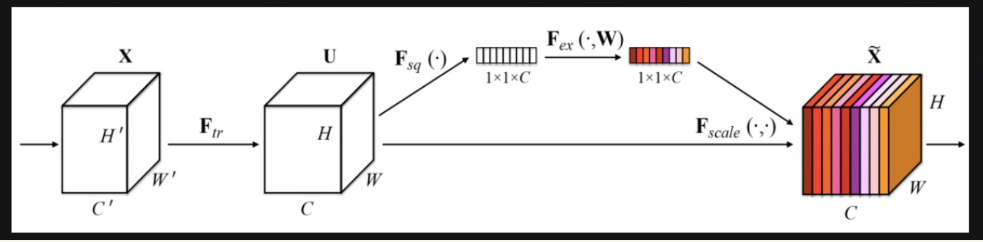 X
U
F_sq (·)
F_ex (·,W)
X̃
1×1×C
1×1×C
H′
F_tr
H
F_scale (·,·)
H
W′
W
W
C′
C
C